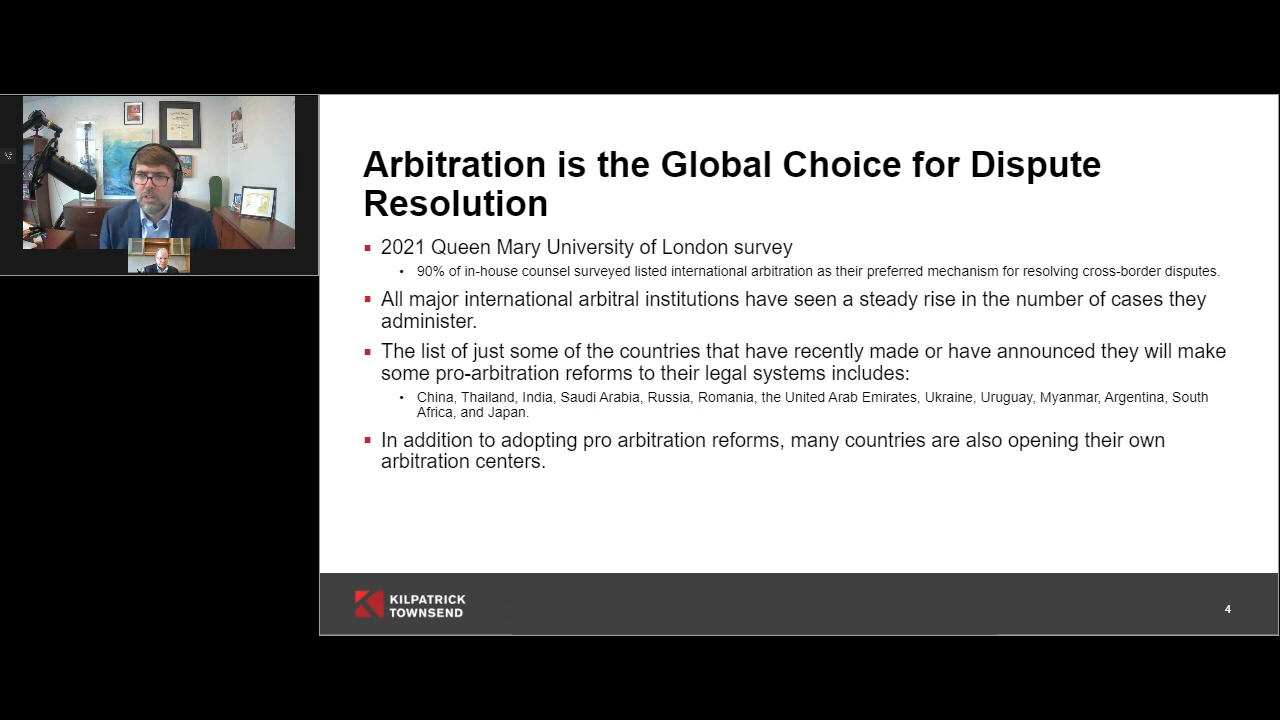 Arbitration is the Global Choice for Dispute
Resolution
2021 Queen Mary University of London survey
90% of in-house counsel surveyed listed international arbitration as their preferred mechanism for resolving cross-border disputes.
All major international arbitral institutions have seen a steady rise in the number of cases they
administer.
The list of just some of the countries that have recently made or have announced they will make
some pro-arbitration reforms to their legal systems includes:
China, Thailand, India, Saudi Arabia, Russia, Romania, the United Arab Emirates, Ukraine, Uruguay, Myanmar, Argentina, South
Africa, and Japan.
In addition to adopting pro arbitration reforms, many countries are also opening their own
arbitration centers.
KILPATRICK
TOWNSEND
4